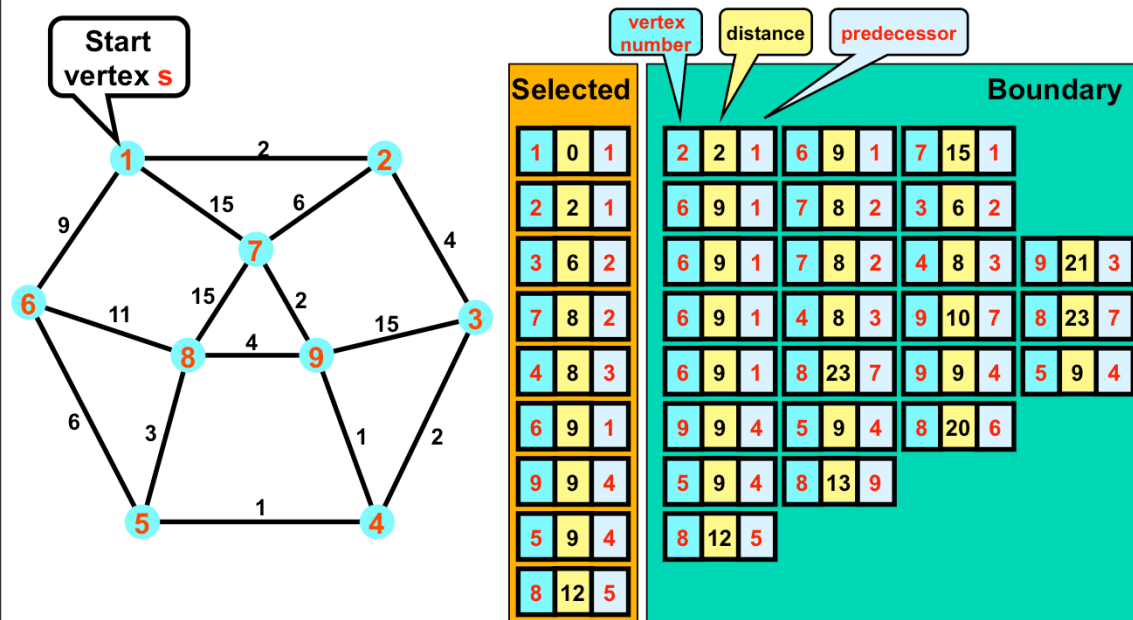 Start
vertex s
vertex
number
distance
predecessor
Selected
Boundary
1 0 1 2 2 1 6 9 1 7 15 1
2 2 1 6 9 1 7 8 2 3 6 2
3 6 2 6 9 1 7 8 2 4 8 3 9 21 3
7 8 2 6 9 1 4 8 3 9 10 7 8 23 7
4 8 3 6 9 1 8 23 7 9 9 4 5 9 4
6 9 1 9 9 4 5 9 4 8 20 6
9 9 4 5 9 4 8 13 9
5 9 4 8 12 5
8 12 5
1 2 2
15 6
9 4
7
15 2
6 11 15 3
8 4 9
6 3 1 2
5 1 4